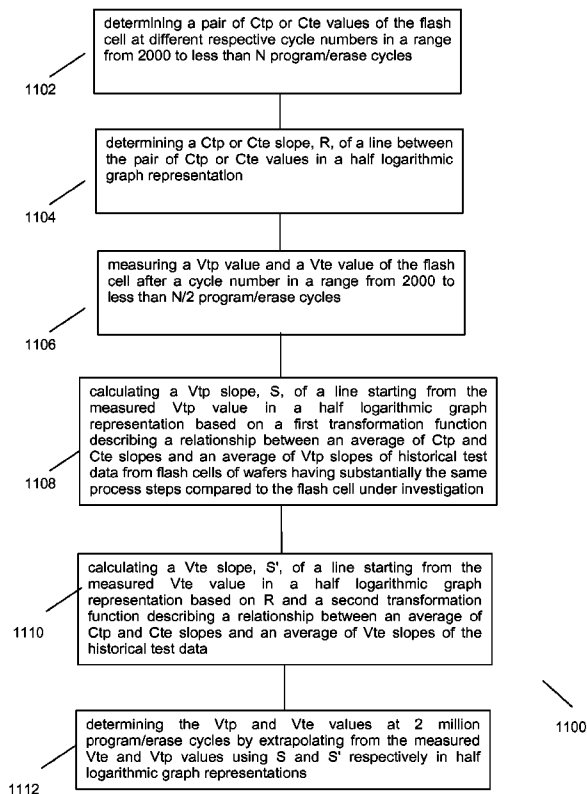 determining a pair of Ctp or Cte values of the flash
cell at different respective cycle numbers in a range
from 2000 to less than N program/erase cycles
1102
determining a Ctp or Cte slope, R, of a line between
the pair of Ctp or Cte values in a half logarithmic
graph representation
1104
measuring a Vtp value and a Vte value of the flash
cell after a cycle number in a range from 2000 to
less than N/2 program/erase cycles
1106
calculating a Vtp slope, S, of a line starting from the
measured Vtp value in a half logarithmic graph
representation based on a first transformation function
describing a relationship between an average of Ctp and
Cte slopes and an average of Vtp slopes of historical test
data from flash cells of wafers having substantially the same
process steps compared to the flash cell under investigation
1108
calculating a Vte slope, S', of a line starting from the
measured Vte value in a half logarithmic graph
representation based on R and a second transformation
function describing a relationship between an average of
Ctp and Cte slopes and an average of Vte slopes of the
historical test data
1110
determining the Vtp and Vte values at 2 million
program/erase cycles by extrapolating from the measured
Vte and Vtp values using S and S' respectively in half
logarithmic graph representations
1112
1100